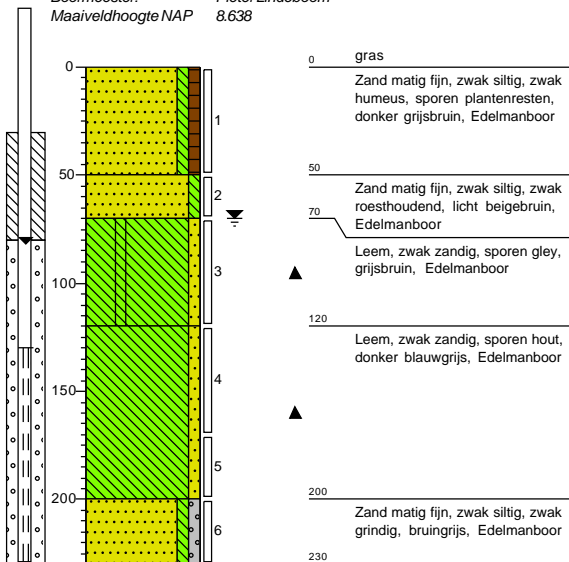 Boormeester: Pieter Lindeboom
Maaiveldhoogte NAP 8.638
0
50
100
150
200
1
2
3
4
5
6
0 gras
Zand matig fijn, zwak siltig, zwak
humeus, sporen plantenresten,
donker grijsbruin, Edelmanboor
50
Zand matig fijn, zwak siltig, zwak
roesthoudend, licht beigebruin,
Edelmanboor
70
Leem, zwak zandig, sporen gley,
grijsbruin, Edelmanboor
120
Leem, zwak zandig, sporen hout,
donker blauwgrijs, Edelmanboor
200
Zand matig fijn, zwak siltig, zwak
grindig, bruingrijs, Edelmanboor
230